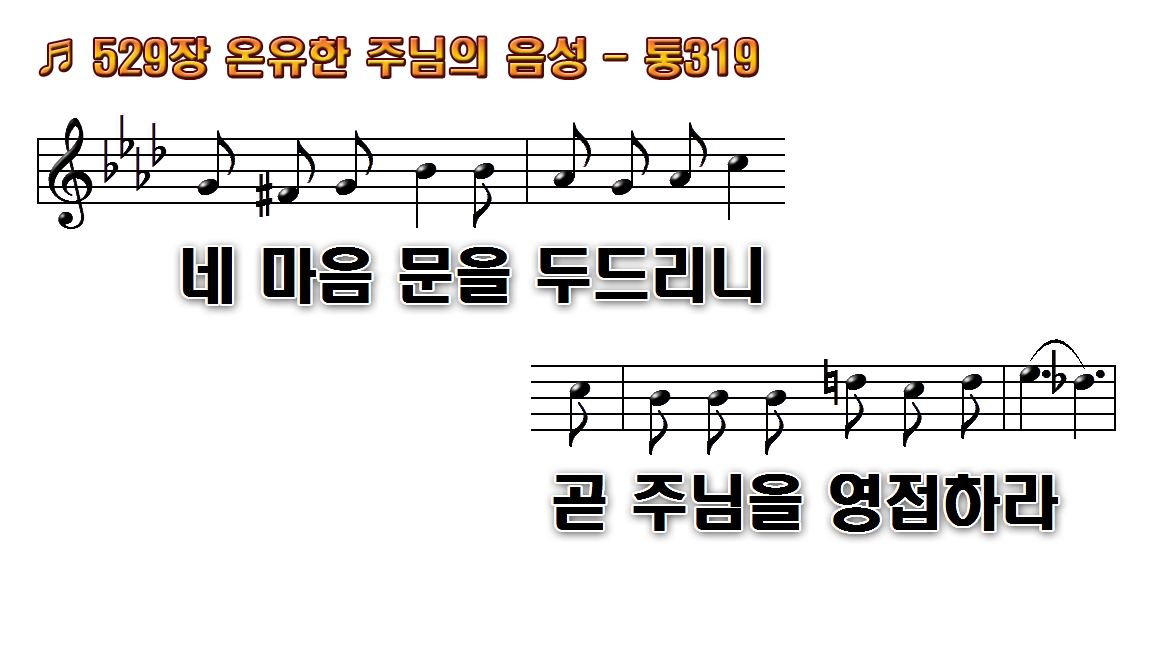 529장 온유한 주님의 음성 - 통319
네 마음 문을 두드리니
곧 주님을 영접하라